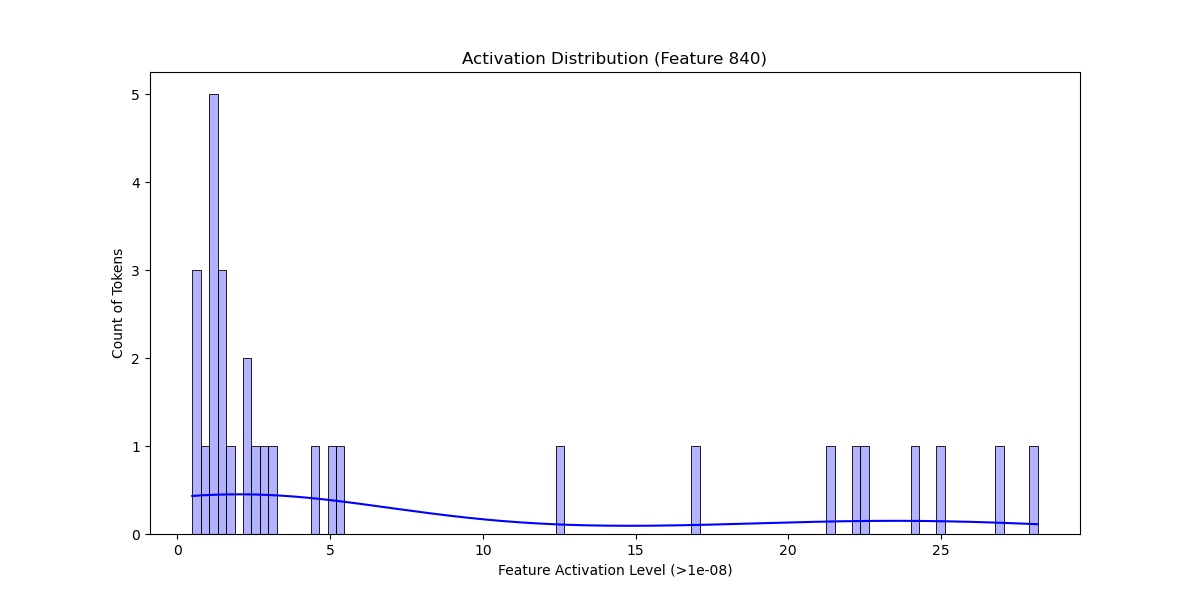 Activation Distribution (Feature 840)
5
4
3
2
1
0
Count of Tokens
0 5 10 15 20 25
Feature Activation Level (>1e-08)